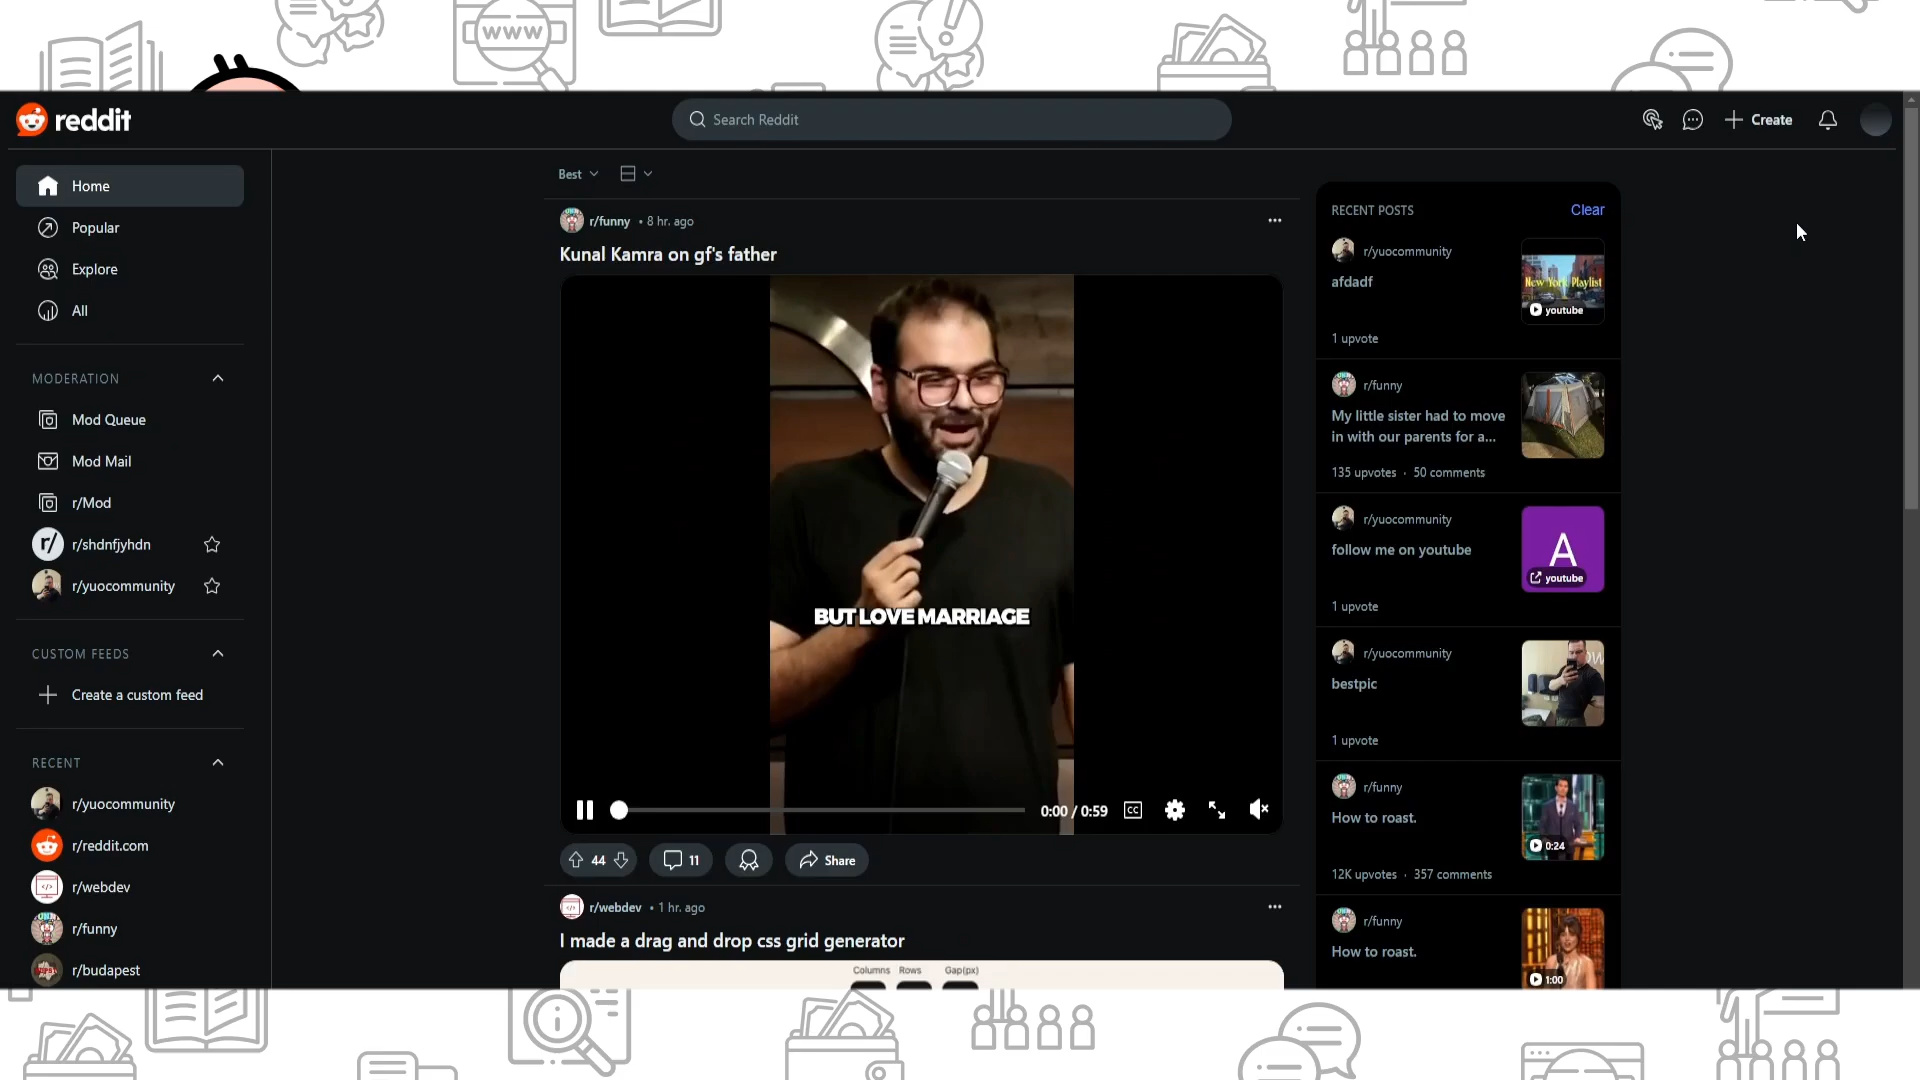 www
reddit
Search Reddit
Create
Home
Popular
Explore
All
MODERATION
Mod Queue
Mod Mail
r/Mod
r/ r/shdnfjyhdn
r/yuocommunity
CUSTOM FEEDS
Create a custom feed
RECENT
r/yuocommunity
r/reddit.com
r/webdev
r/funny
r/budapest
Best
r/funny • 8 hr. ago
Kunal Kamra on gf's father
BUT LOVE MARRIAGE
0:00 / 0:59
CC
44
11
Share
r/webdev • 1 hr. ago
I made a drag and drop css grid generator
Columns Rows Gap(px)
RECENT POSTS
Clear
r/yuocommunity
afdadf
New York Playlist
youtube
1 upvote
r/funny
My little sister had to move
in with our parents for a...
135 upvotes · 50 comments
r/yuocommunity
follow me on youtube
A
youtube
1 upvote
r/yuocommunity
bestpic
1 upvote
r/funny
How to roast.
0:24
12K upvotes · 357 comments
r/funny
How to roast.
1:00